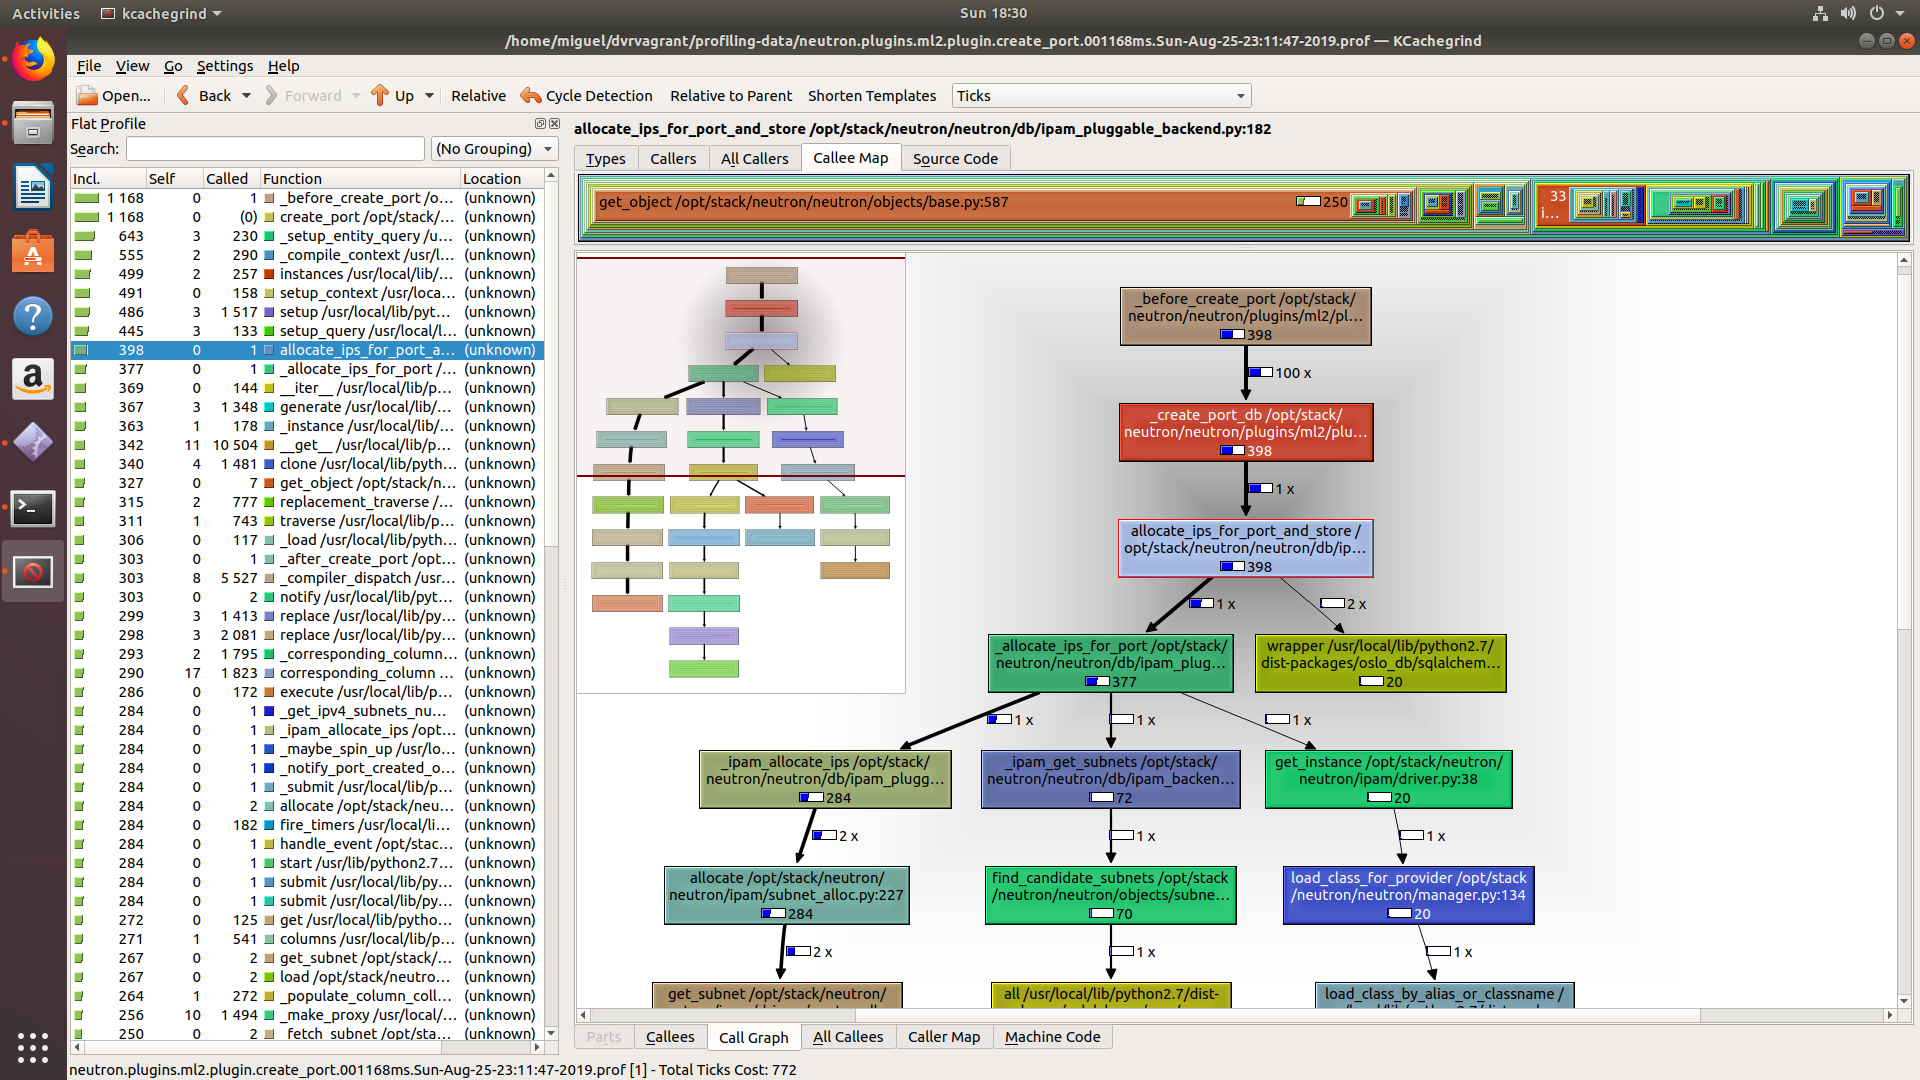 Activities
kcachegrind
Sun 18:30
/home/miguel/dvrvagrant/profiling-data/neutron.plugins.ml2.plugin.create_port.001168ms.Sun-Aug-25-23:11:47-2019.prof — KCachegrind
File View Go Settings Help
Open... Back Forward Up Relative Cycle Detection Relative to Parent Shorten Templates Ticks
Flat Profile
Search: (No Grouping)
Incl. Self Called Function Location
1 168 0 1 _before_create_port /o... (unknown)
1 168 0 (0) create_port /opt/stack/... (unknown)
643 3 230 _setup_entity_query /u... (unknown)
555 2 290 _compile_context /usr/... (unknown)
499 2 257 instances /usr/local/lib/... (unknown)
491 0 158 setup_context /usr/loca... (unknown)
486 3 1 517 setup /usr/local/lib/pyt... (unknown)
445 3 133 setup_query /usr/local/l... (unknown)
398 0 1 allocate_ips_for_port_a... (unknown)
377 0 1 _allocate_ips_for_port /... (unknown)
369 0 144 __iter__ /usr/local/lib/p... (unknown)
367 3 1 348 generate /usr/local/lib/... (unknown)
363 1 178 _instance /usr/local/lib/... (unknown)
342 11 10 504 __get__ /usr/local/lib/p... (unknown)
340 4 1 481 clone /usr/local/lib/pyth... (unknown)
327 0 7 get_object /opt/stack/n... (unknown)
315 2 777 replacement_traverse /... (unknown)
311 1 743 traverse /usr/local/lib/p... (unknown)
306 0 117 _load /usr/local/lib/pyth... (unknown)
303 0 1 _after_create_port /opt... (unknown)
303 8 5 527 _compiler_dispatch /usr... (unknown)
303 0 2 notify /usr/local/lib/pyt... (unknown)
299 3 1 413 replace /usr/local/lib/py... (unknown)
298 3 2 081 replace /usr/local/lib/py... (unknown)
293 2 1 795 _corresponding_column... (unknown)
290 17 1 823 corresponding_column ... (unknown)
286 0 172 execute /usr/local/lib/p... (unknown)
284 0 1 _get_ipv4_subnets_nu... (unknown)
284 0 1 _ipam_allocate_ips /opt... (unknown)
284 0 1 _maybe_spin_up /usr/lo... (unknown)
284 0 1 _notify_port_created_o... (unknown)
284 0 1 _submit /usr/local/lib/p... (unknown)
284 0 2 allocate /opt/stack/neu... (unknown)
284 0 182 fire_timers /usr/local/li... (unknown)
284 0 1 handle_event /opt/stac... (unknown)
284 0 1 start /usr/lib/python2.7... (unknown)
284 0 1 submit /usr/local/lib/py... (unknown)
284 0 1 submit /usr/local/lib/py... (unknown)
272 0 125 get /usr/local/lib/pytho... (unknown)
271 1 541 columns /usr/local/lib/p... (unknown)
267 0 2 get_subnet /opt/stack/... (unknown)
267 0 2 load /opt/stack/neutro... (unknown)
264 1 272 _populate_column_coll... (unknown)
256 10 1 494 _make_proxy /usr/local/... (unknown)
250 0 2 _fetch_subnet /opt/sta... (unknown)
allocate_ips_for_port_and_store /opt/stack/neutron/neutron/db/ipam_pluggable_backend.py:182
Types Callers All Callers Callee Map Source Code
get_object /opt/stack/neutron/neutron/objects/base.py:587 250
33
i...
_before_create_port /opt/stack/
neutron/neutron/plugins/ml2/pl...
398
100 x
_create_port_db /opt/stack/
neutron/neutron/plugins/ml2/plu...
398
1 x
allocate_ips_for_port_and_store /
opt/stack/neutron/neutron/db/ip...
398
1 x
2 x
_allocate_ips_for_port /opt/stack/
neutron/neutron/db/ipam_plug...
377
wrapper /usr/local/lib/python2.7/
dist-packages/oslo_db/sqlalchem...
20
1 x
1 x
1 x
_ipam_allocate_ips /opt/stack/
neutron/neutron/db/ipam_plugg...
284
_ipam_get_subnets /opt/stack/
neutron/neutron/db/ipam_backen...
72
get_instance /opt/stack/neutron/
neutron/ipam/driver.py:38
20
2 x
1 x
1 x
allocate /opt/stack/neutron/
neutron/ipam/subnet_alloc.py:227
284
find_candidate_subnets /opt/stack
/neutron/neutron/objects/subne...
70
load_class_for_provider /opt/stack
/neutron/neutron/manager.py:134
20
2 x
1 x
1 x
get_subnet /opt/stack/neutron/
all /usr/local/lib/python2.7/dist-
load_class_by_alias_or_classname /
Parts Callees Call Graph All Callees Caller Map Machine Code
neutron.plugins.ml2.plugin.create_port.001168ms.Sun-Aug-25-23:11:47-2019.prof [1] - Total Ticks Cost: 772